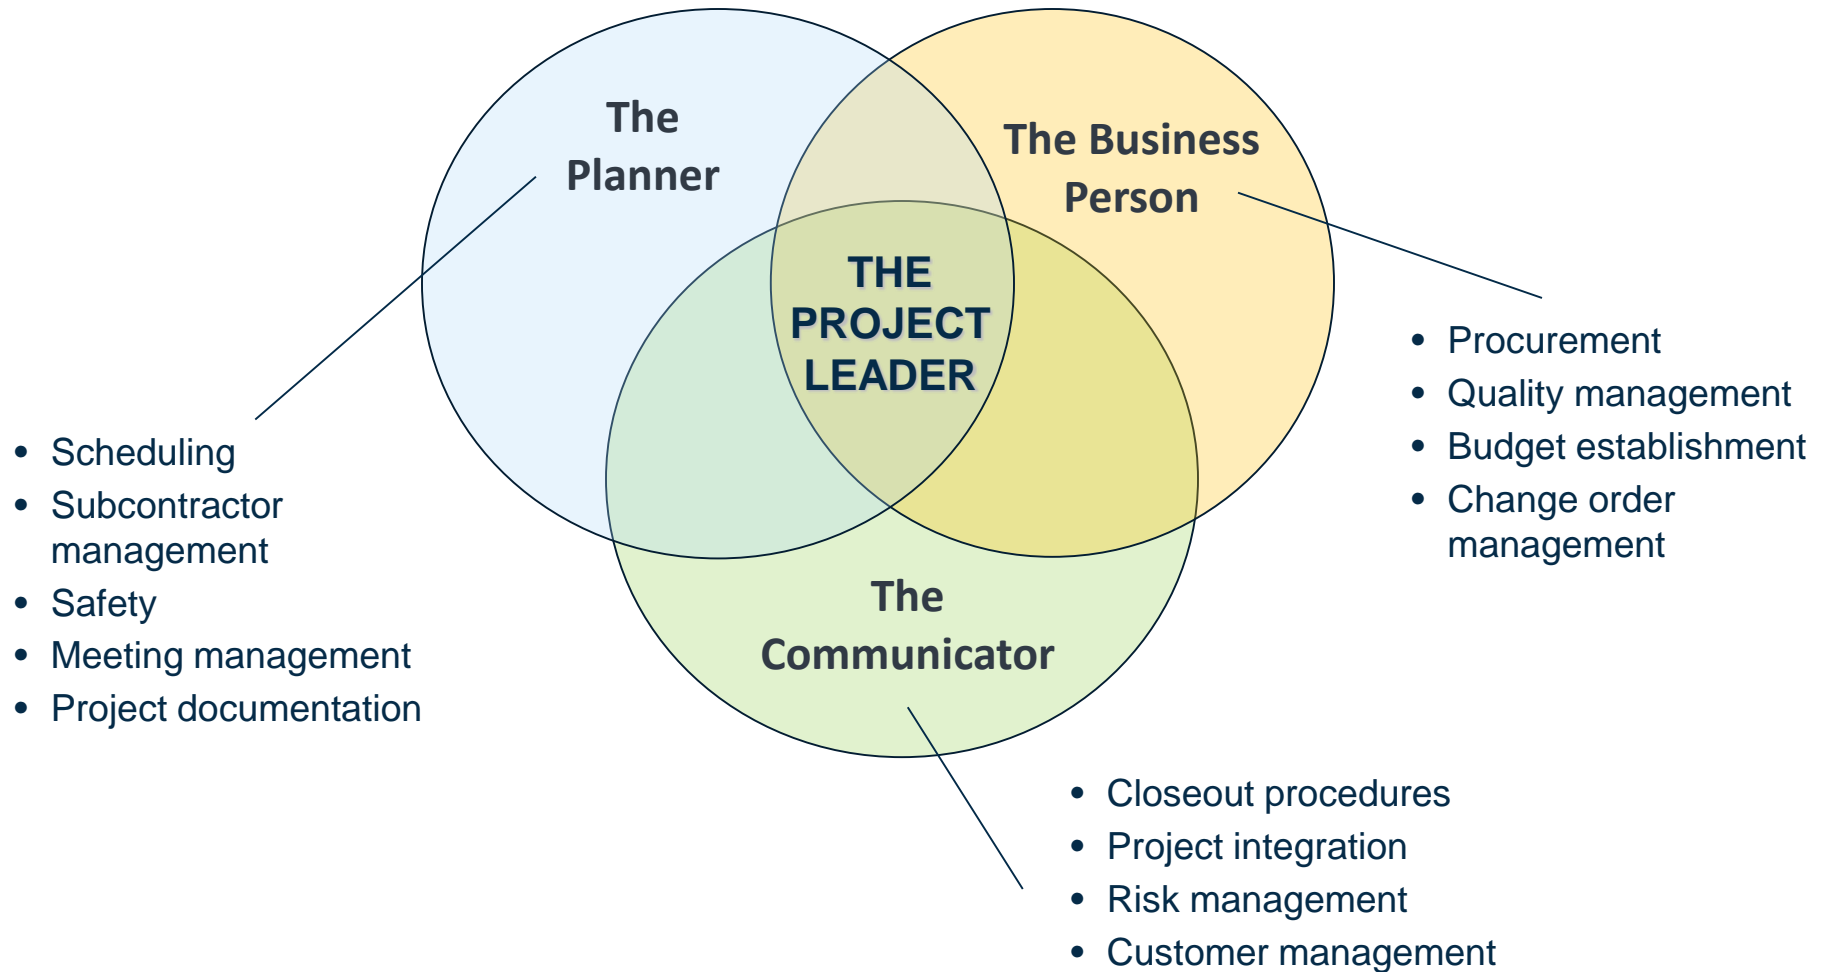 The
Planner
The Business
Person
THE
PROJECT
LEADER
• Procurement
• Quality management
• Budget establishment
• Change order
management
• Scheduling
• Subcontractor
management
• Safety
• Meeting management
• Project documentation
The
Communicator
• Closeout procedures
• Project integration
• Risk management
• Customer management